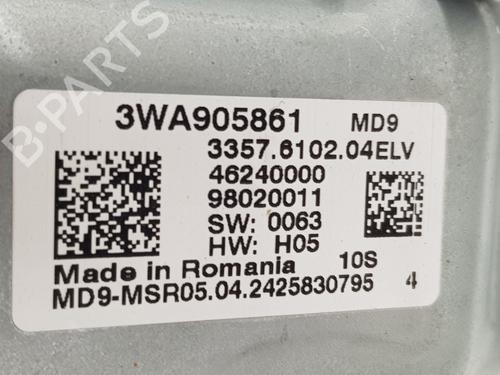 B-PARTS
3WA905861 MD9
3357.6102.04ELV
46240000
98020011
SW: 0063
HW: H05
Made in Romania 10S
MD9-MSR05.04.2425830795 4